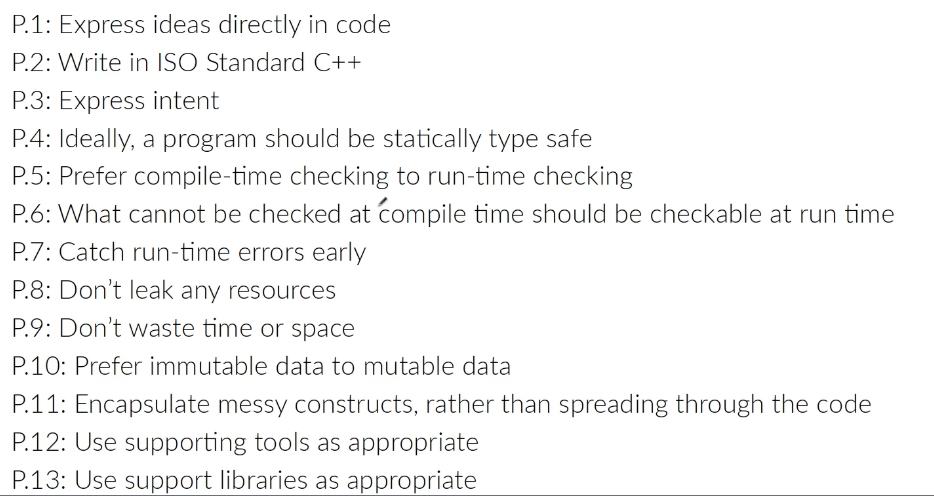 P.1: Express ideas directly in code
P.2: Write in ISO Standard C++
P.3: Express intent
P.4: Ideally, a program should be statically type safe
P.5: Prefer compile-time checking to run-time checking
P.6: What cannot be checked at compile time should be checkable at run time
P.7: Catch run-time errors early
P.8: Don’t leak any resources
P.9: Don’t waste time or space
P.10: Prefer immutable data to mutable data
P.11: Encapsulate messy constructs, rather than spreading through the code
P.12: Use supporting tools as appropriate
P.13: Use support libraries as appropriate